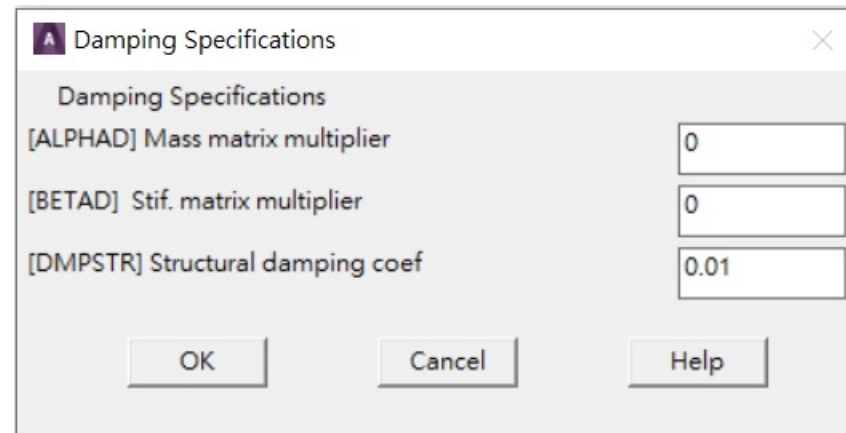 Damping Specifications
Damping Specifications
[ALPHAD] Mass matrix multiplier 0
[BETAD] Stif. matrix multiplier 0
[DMPSTR] Structural damping coef 0.01
OK Cancel Help